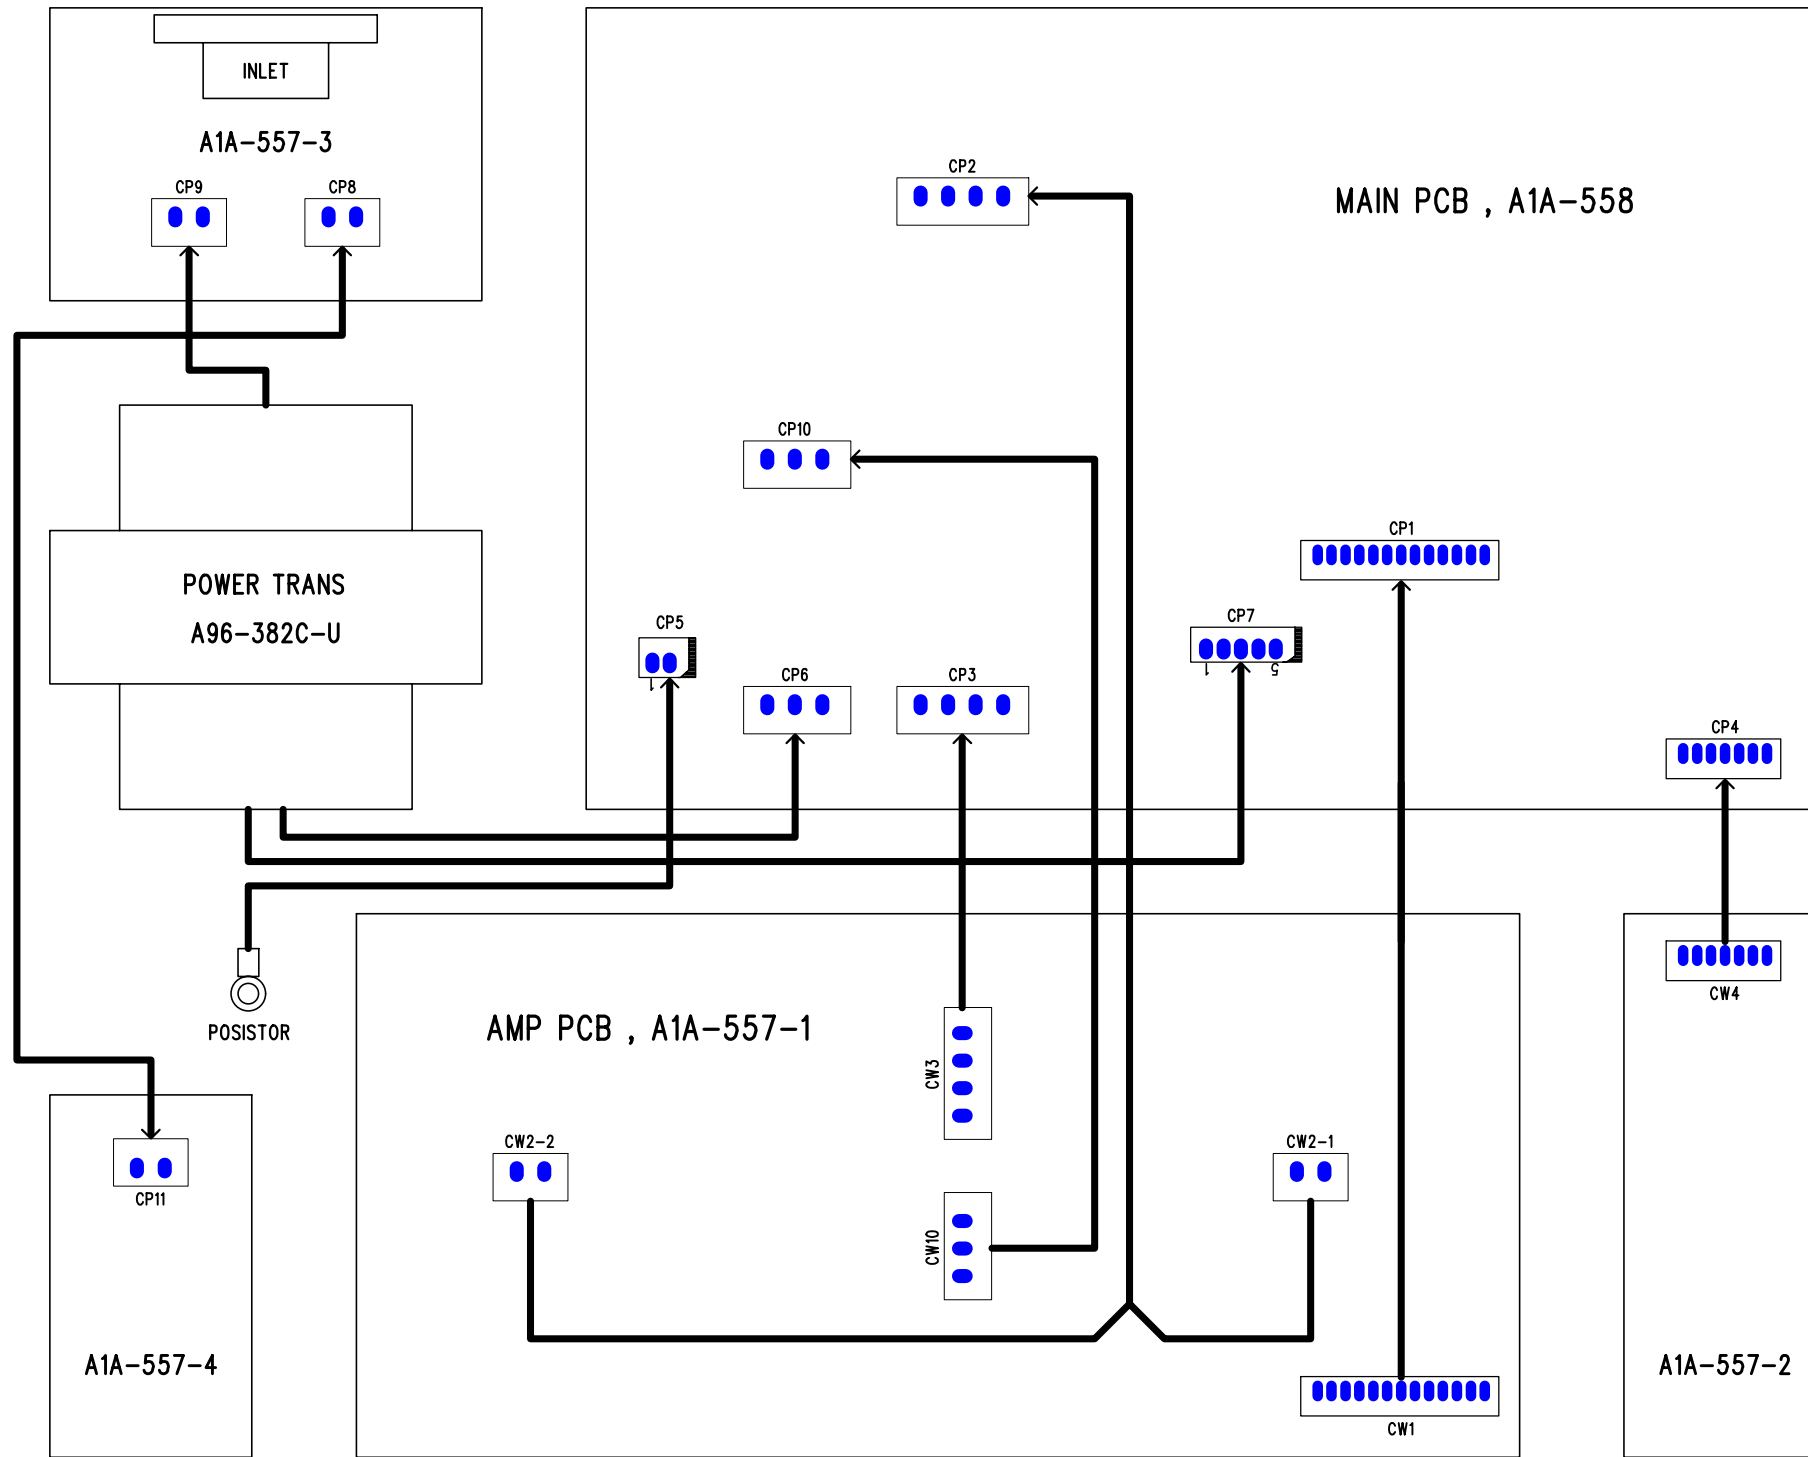 INLET
A1A-557-3
CP9
CP8
CP2
MAIN PCB , A1A-558
CP10
CP1
POWER TRANS
A96-382C-U
CP5
1
CP6
CP3
CP7
1
5
CP4
POSISTOR
AMP PCB , A1A-557-1
CW3
CW4
CW2-2
CW2-1
CP11
CW10
A1A-557-4
A1A-557-2
CW1